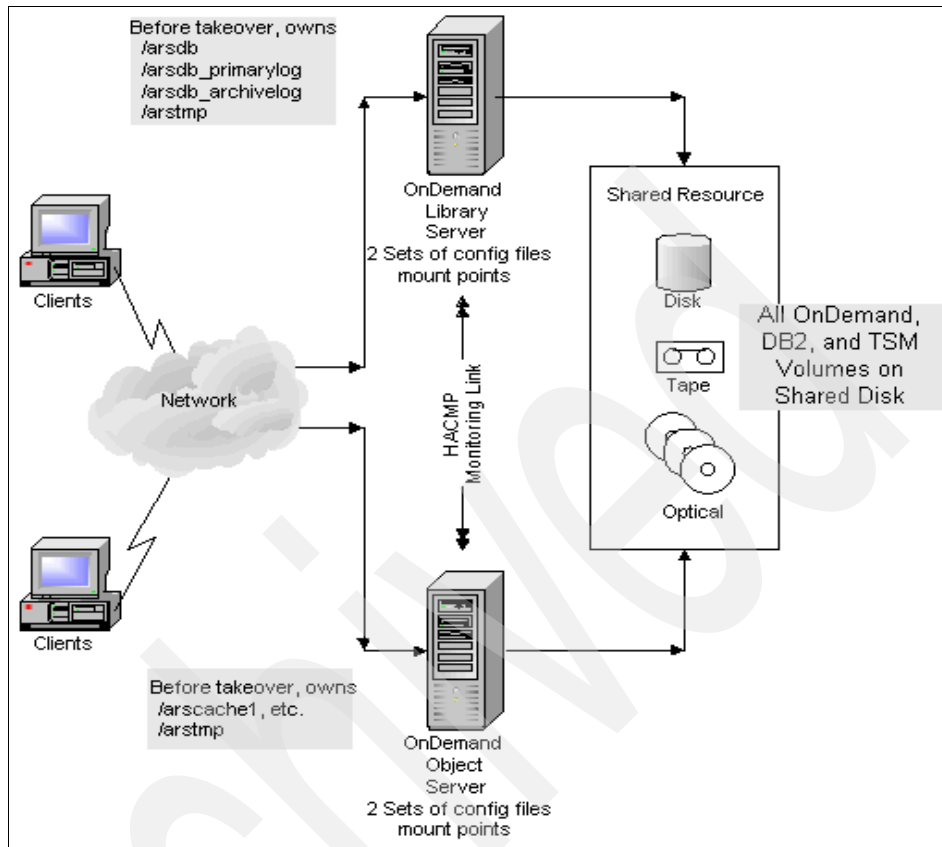 Before takeover, owns
/arsdb
/arsdb_primarylog
/arsdb_archivelog
/arstmp
OnDemand
Library
Server
2 Sets of config files
mount points
Shared Resource
Disk
Tape
Optical
All OnDemand,
DB2, and TSM
Volumes on
Shared Disk
Clients
Network
HACMP
Monitoring Link
Clients
Before takeover, owns
/arscache1, etc.
/arstmp
OnDemand
Object
Server
2 Sets of config files
mount points